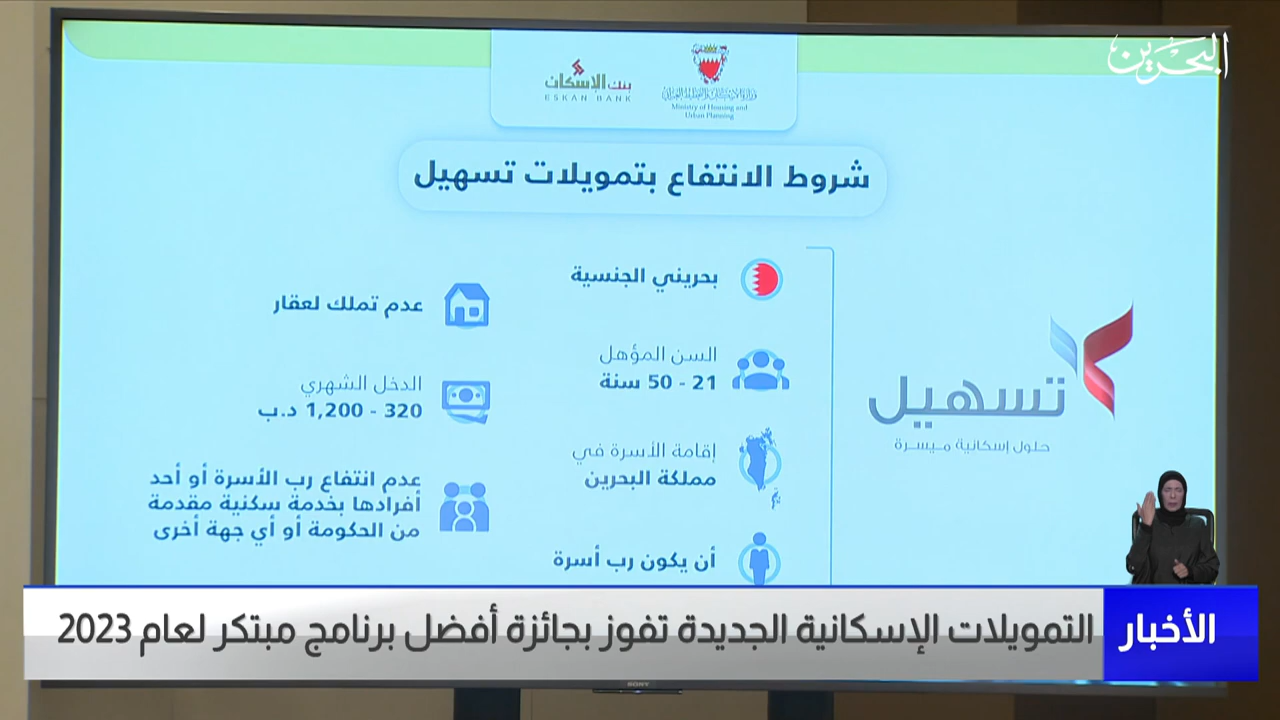 البحرين
بنك الإسكان
ESKAN BANK
Ministry of Housing and
Urban Planning
شروط الانتفاع بتمويلات تسهيل
بحريني الجنسية
السن المؤهل
21 - 50 سنة
إقامة الأسرة في
مملكة البحرين
أن يكون رب أسرة
عدم تملك لعقار
الدخل الشهري
320 - 1,200 د.ب
عدم انتفاع رب الأسرة أو أحد
أفرادها بخدمة سكنية مقدمة
من الحكومة أو أي جهة أخرى
تسهيل
حلول إسكانية ميسرة
الأخبار
التمويلات الإسكانية الجديدة تفوز بجائزة أفضل برنامج مبتكر لعام 2023
SONY